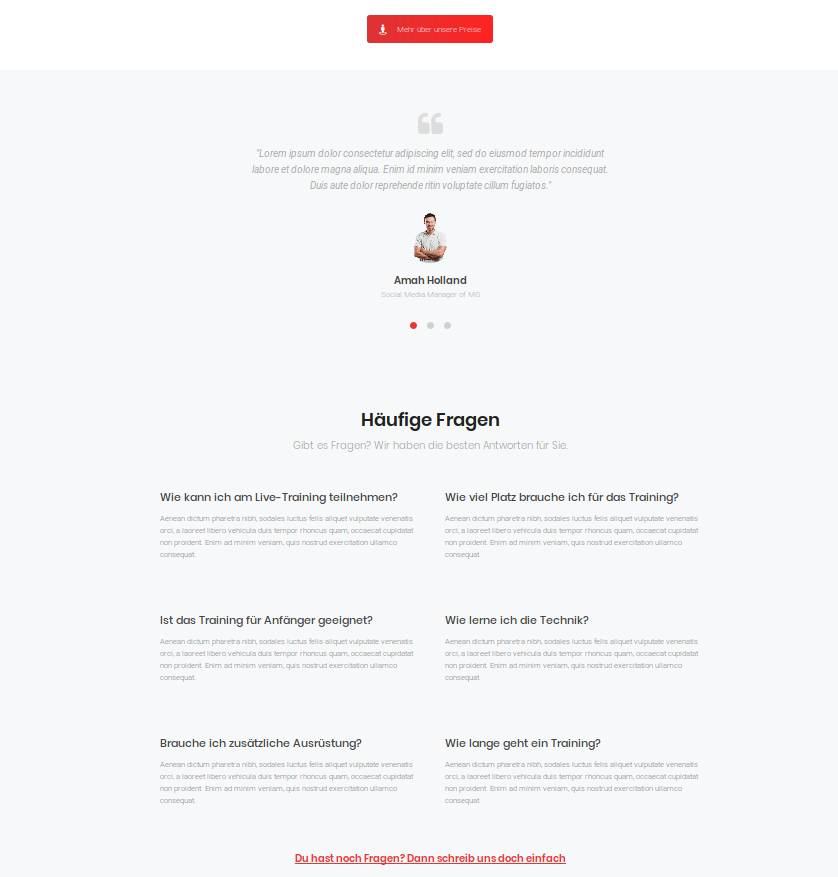 Mehr über unsere Preise
"Lorem ipsum dolor consectetur adipiscing elit, sed do eiusmod tempor incididunt
labore et dolore magna aliqua. Enim id minim veniam exercitation laboris consequat.
Duis aute dolor reprehende ritin voluptate cillum fugiatos."
Amah Holland
Social Media Manager of MG
Häufige Fragen
Gibt es Fragen? Wir haben die besten Antworten für Sie.
Wie kann ich am Live-Training teilnehmen?
Aenean dictum pharetra nibh, sodales luctus felis aliquet vulputate venenatis
orci, a laoreet libero vehicula duis tempor rhoncus quam, occaecat cupidatat
non proident. Enim ad minim veniam, quis nostrud exercitation ullamco
consequat.
Wie viel Platz brauche ich für das Training?
Aenean dictum pharetra nibh, sodales luctus felis aliquet vulputate venenatis
orci, a laoreet libero vehicula duis tempor rhoncus quam, occaecat cupidatat
non proident. Enim ad minim veniam, quis nostrud exercitation ullamco
consequat.
Ist das Training für Anfänger geeignet?
Aenean dictum pharetra nibh, sodales luctus felis aliquet vulputate venenatis
orci, a laoreet libero vehicula duis tempor rhoncus quam, occaecat cupidatat
non proident. Enim ad minim veniam, quis nostrud exercitation ullamco
consequat.
Wie lerne ich die Technik?
Aenean dictum pharetra nibh, sodales luctus felis aliquet vulputate venenatis
orci, a laoreet libero vehicula duis tempor rhoncus quam, occaecat cupidatat
non proident. Enim ad minim veniam, quis nostrud exercitation ullamco
consequat.
Brauche ich zusätzliche Ausrüstung?
Aenean dictum pharetra nibh, sodales luctus felis aliquet vulputate venenatis
orci, a laoreet libero vehicula duis tempor rhoncus quam, occaecat cupidatat
non proident. Enim ad minim veniam, quis nostrud exercitation ullamco
consequat.
Wie lange geht ein Training?
Aenean dictum pharetra nibh, sodales luctus felis aliquet vulputate venenatis
orci, a laoreet libero vehicula duis tempor rhoncus quam, occaecat cupidatat
non proident. Enim ad minim veniam, quis nostrud exercitation ullamco
consequat.
Du hast noch Fragen? Dann schreib uns doch einfach